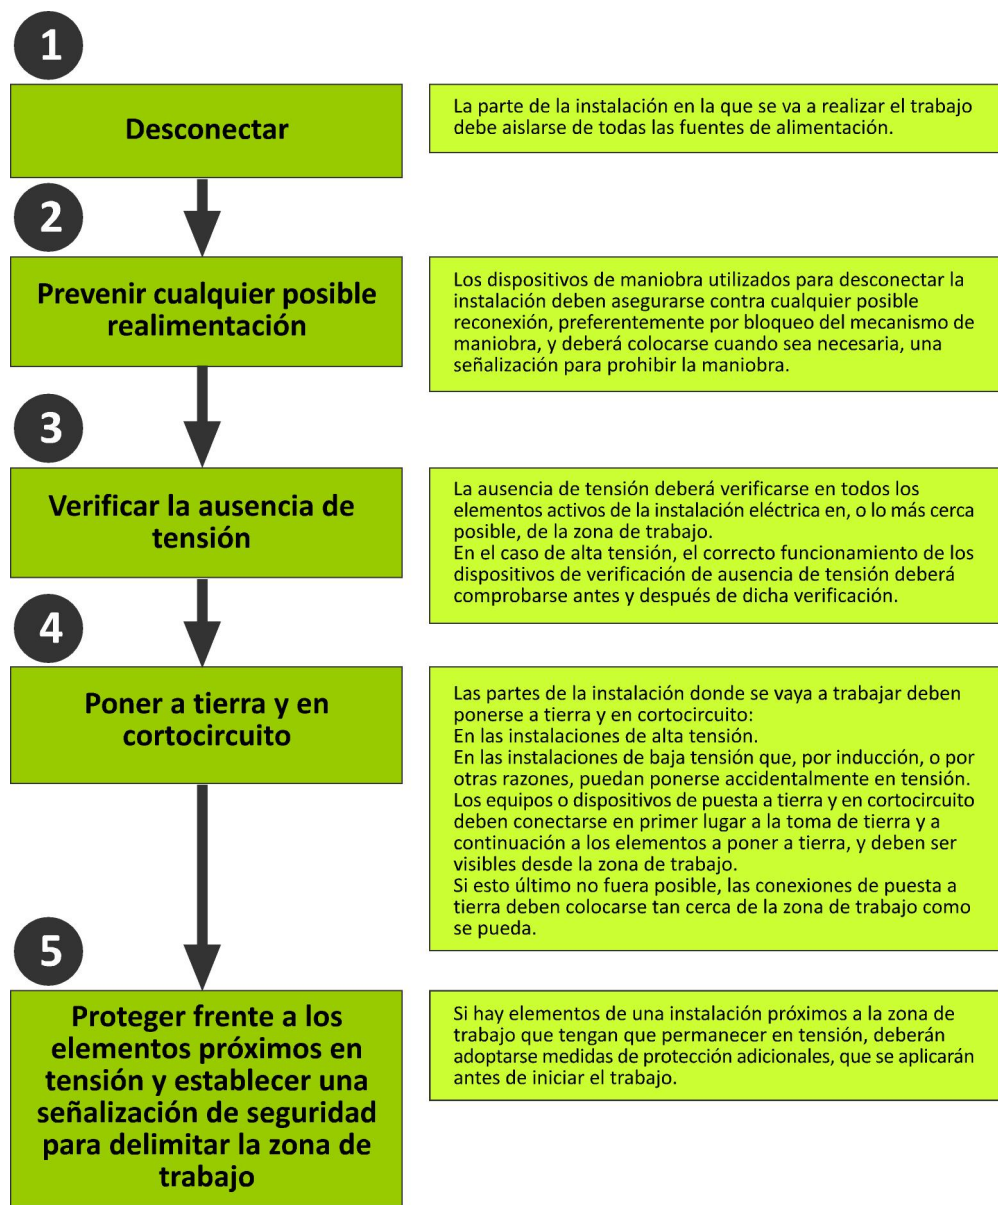 1
Desconectar
La parte de la instalación en la que se va a realizar el trabajo
debe aislarse de todas las fuentes de alimentación.
2
Prevenir cualquier posible
realimentación
Los dispositivos de maniobra utilizados para desconectar la
instalación deben asegurarse contra cualquier posible
reconexión, preferentemente por bloqueo del mecanismo de
maniobra, y deberá colocarse cuando sea necesaria, una
señalización para prohibir la maniobra.
3
Verificar la ausencia de
tensión
La ausencia de tensión deberá verificarse en todos los
elementos activos de la instalación eléctrica en, o lo más cerca
posible, de la zona de trabajo.
En el caso de alta tensión, el correcto funcionamiento de los
dispositivos de verificación de ausencia de tensión deberá
comprobarse antes y después de dicha verificación.
4
Poner a tierra y en
cortocircuito
Las partes de la instalación donde se vaya a trabajar deben
ponerse a tierra y en cortocircuito:
En las instalaciones de alta tensión.
En las instalaciones de baja tensión que, por inducción, o por
otras razones, puedan ponerse accidentalmente en tensión.
Los equipos o dispositivos de puesta a tierra y en cortocircuito
deben conectarse en primer lugar a la toma de tierra y a
continuación a los elementos a poner a tierra, y deben ser
visibles desde la zona de trabajo.
Si esto último no fuera posible, las conexiones de puesta a
tierra deben colocarse tan cerca de la zona de trabajo como
se pueda.
5
Proteger frente a los
elementos próximos en
tensión y establecer una
señalización de seguridad
para delimitar la zona de
trabajo
Si hay elementos de una instalación próximos a la zona de
trabajo que tengan que permanecer en tensión, deberán
adoptarse medidas de protección adicionales, que se aplicarán
antes de iniciar el trabajo.